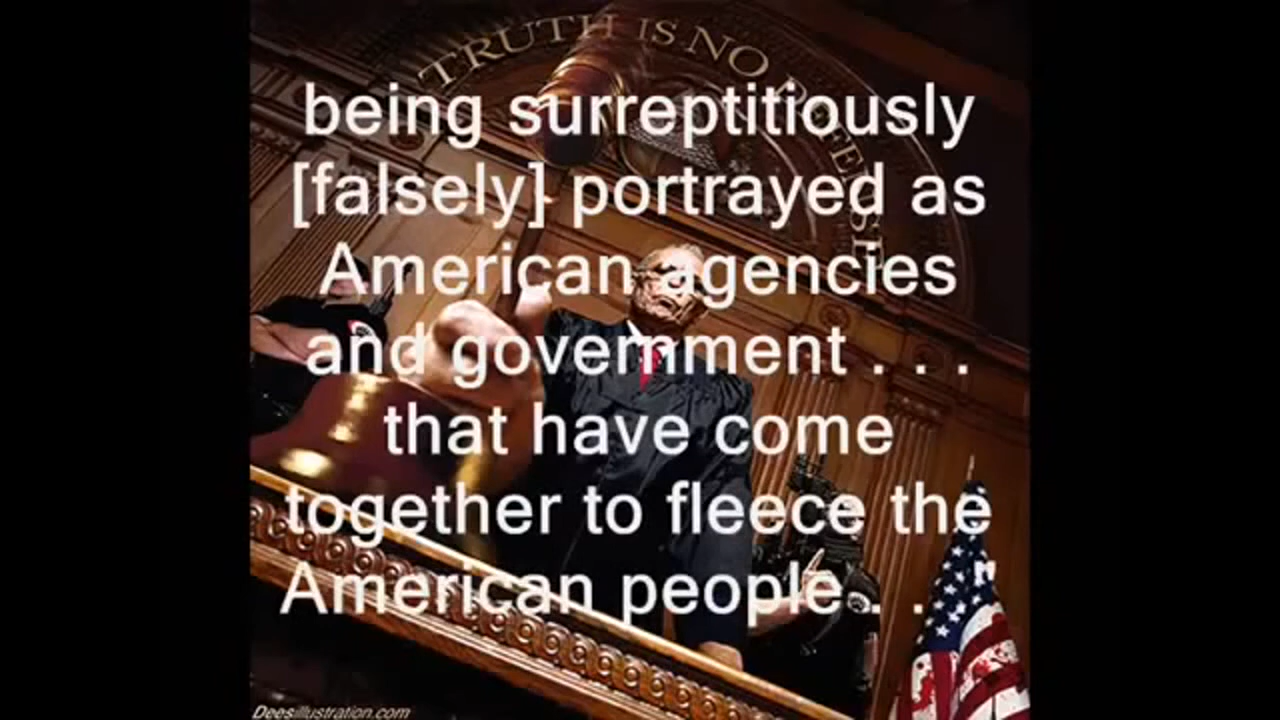 TRUTH IS NO DEFENSE
being surreptitiously
[falsely] portrayed as
American agencies
and government . . .
that have come
together to fleece the
American people . . "
Deesillustration.com